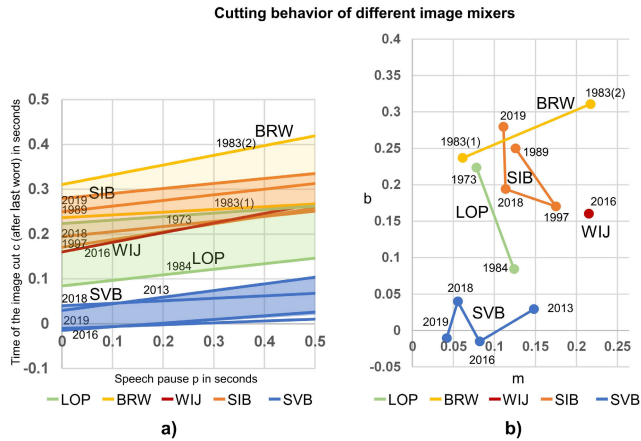 Cutting behavior of different image mixers
a)
b)
Time of the image cut c (after last word) in seconds
0.5
0.4
0.3
0.2
0.1
0
-0.1
BRW
1983(2)
SIB
2019
1989
1983(1)
1973
2018
1997
2016 WIJ
LOP
1984
SVB
2018
2013
2019
2016
0 0.1 0.2 0.3 0.4 0.5
Speech pause p in seconds
LOP BRW WIJ SIB SVB
a)
b
0.4
0.35
0.3
0.25
0.2
0.15
0.1
0.05
0
-0.05
1983(2)
BRW
2019
1983(1)
1989
1973
SIB
2018
1997
2016
WIJ
LOP
1984
2018
SVB
2013
2019
2016
0.05 0.1 0.15 0.2 0.25
m
LOP BRW WIJ SIB SVB
b)